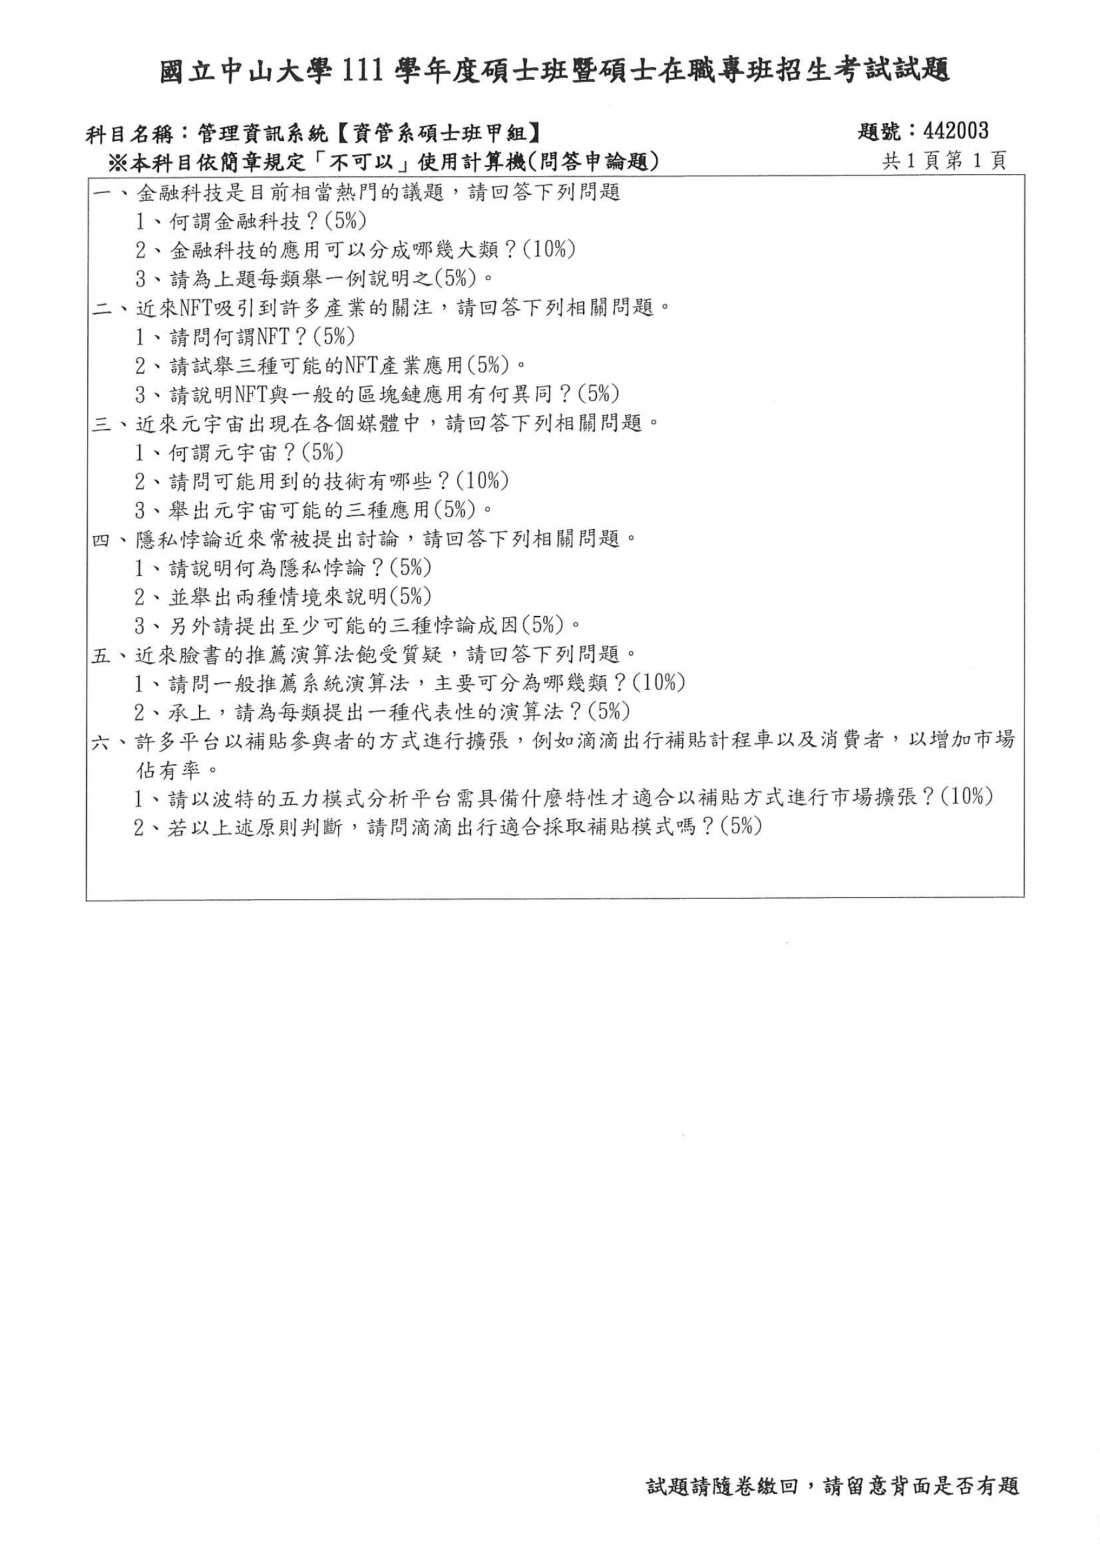 國立中山大學 111 學年度碩士班暨碩士在職專班招生考試試題
科目名稱：管理資訊系統【資管系碩士班甲組】
題號：442003
※本科目依簡章規定「不可以」使用計算機(問答申論題)
共 1 頁第 1 頁
一、金融科技是目前相當熱門的議題，請回答下列問題
1、何謂金融科技？(5%)
2、金融科技的應用可以分成哪幾大類？(10%)
3、請為上題每類舉一例說明之(5%)。
二、近來NFT吸引到許多產業的關注，請回答下列相關問題。
1、請問何謂NFT？(5%)
2、請試舉三種可能的NFT產業應用(5%)。
3、請說明NFT與一般的區塊鏈應用有何異同？(5%)
三、近來元宇宙出現在各個媒體中，請回答下列相關問題。
1、何謂元宇宙？(5%)
2、請問可能用到的技術有哪些？(10%)
3、舉出元宇宙可能的三種應用(5%)。
四、隱私悖論近來常被提出討論，請回答下列相關問題。
1、請說明何為隱私悖論？(5%)
2、並舉出兩種情境來說明(5%)
3、另外請提出至少可能的三種悖論成因(5%)。
五、近來臉書的推薦演算法飽受質疑，請回答下列問題。
1、請問一般推薦系統演算法，主要可分為哪幾類？(10%)
2、承上，請為每類提出一種代表性的演算法？(5%)
六、許多平台以補貼參與者的方式進行擴張，例如滴滴出行補貼計程車以及消費者，以增加市場
佔有率。
1、請以波特的五力模式分析平台需具備什麼特性才適合以補貼方式進行市場擴張？(10%)
2、若以上述原則判斷，請問滴滴出行適合採取補貼模式嗎？(5%)
試題請隨卷繳回，請留意背面是否有題